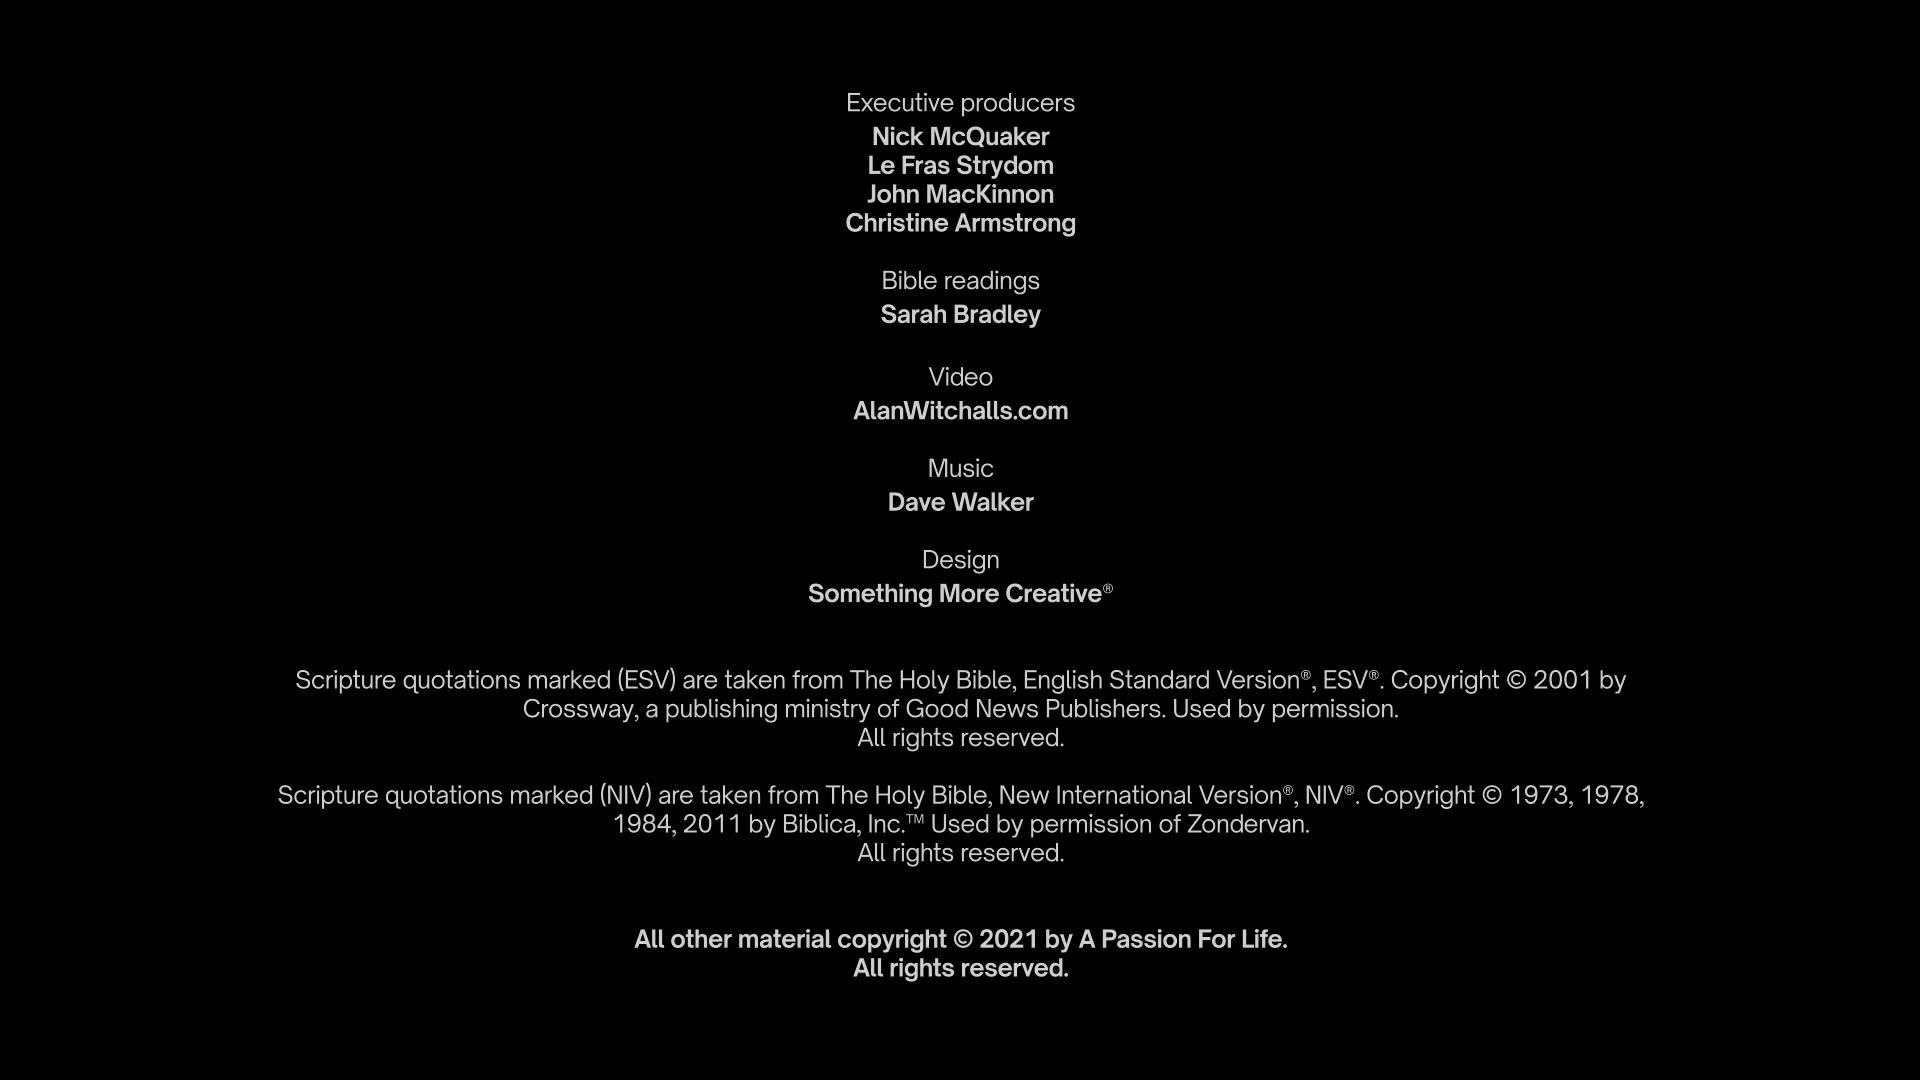 Executive producers
Nick McQuaker
Le Fras Strydom
John MacKinnon
Christine Armstrong
Bible readings
Sarah Bradley
Video
AlanWitchalls.com
Music
Dave Walker
Design
Something More Creative®
Scripture quotations marked (ESV) are taken from The Holy Bible, English Standard Version®, ESV®. Copyright © 2001 by
Crossway, a publishing ministry of Good News Publishers. Used by permission.
All rights reserved.
Scripture quotations marked (NIV) are taken from The Holy Bible, New International Version®, NIV®. Copyright © 1973, 1978,
1984, 2011 by Biblica, Inc.™ Used by permission of Zondervan.
All rights reserved.
All other material copyright © 2021 by A Passion For Life.
All rights reserved.